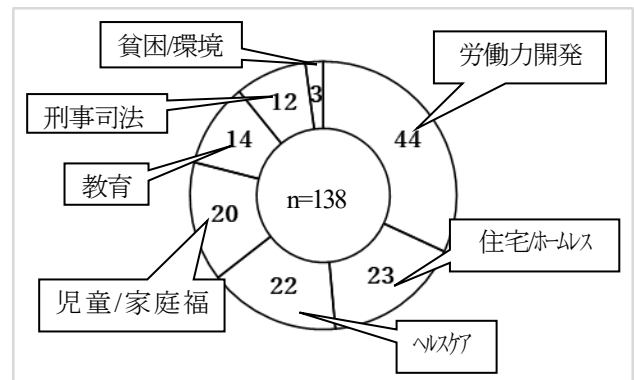 貧困/環境
労働力開発
12
3
刑事司法
44
14
教育
n=138
20
住宅/ﾎｰﾑﾚｽ
22
23
児童/家庭福
ﾍﾙｽｹｱ